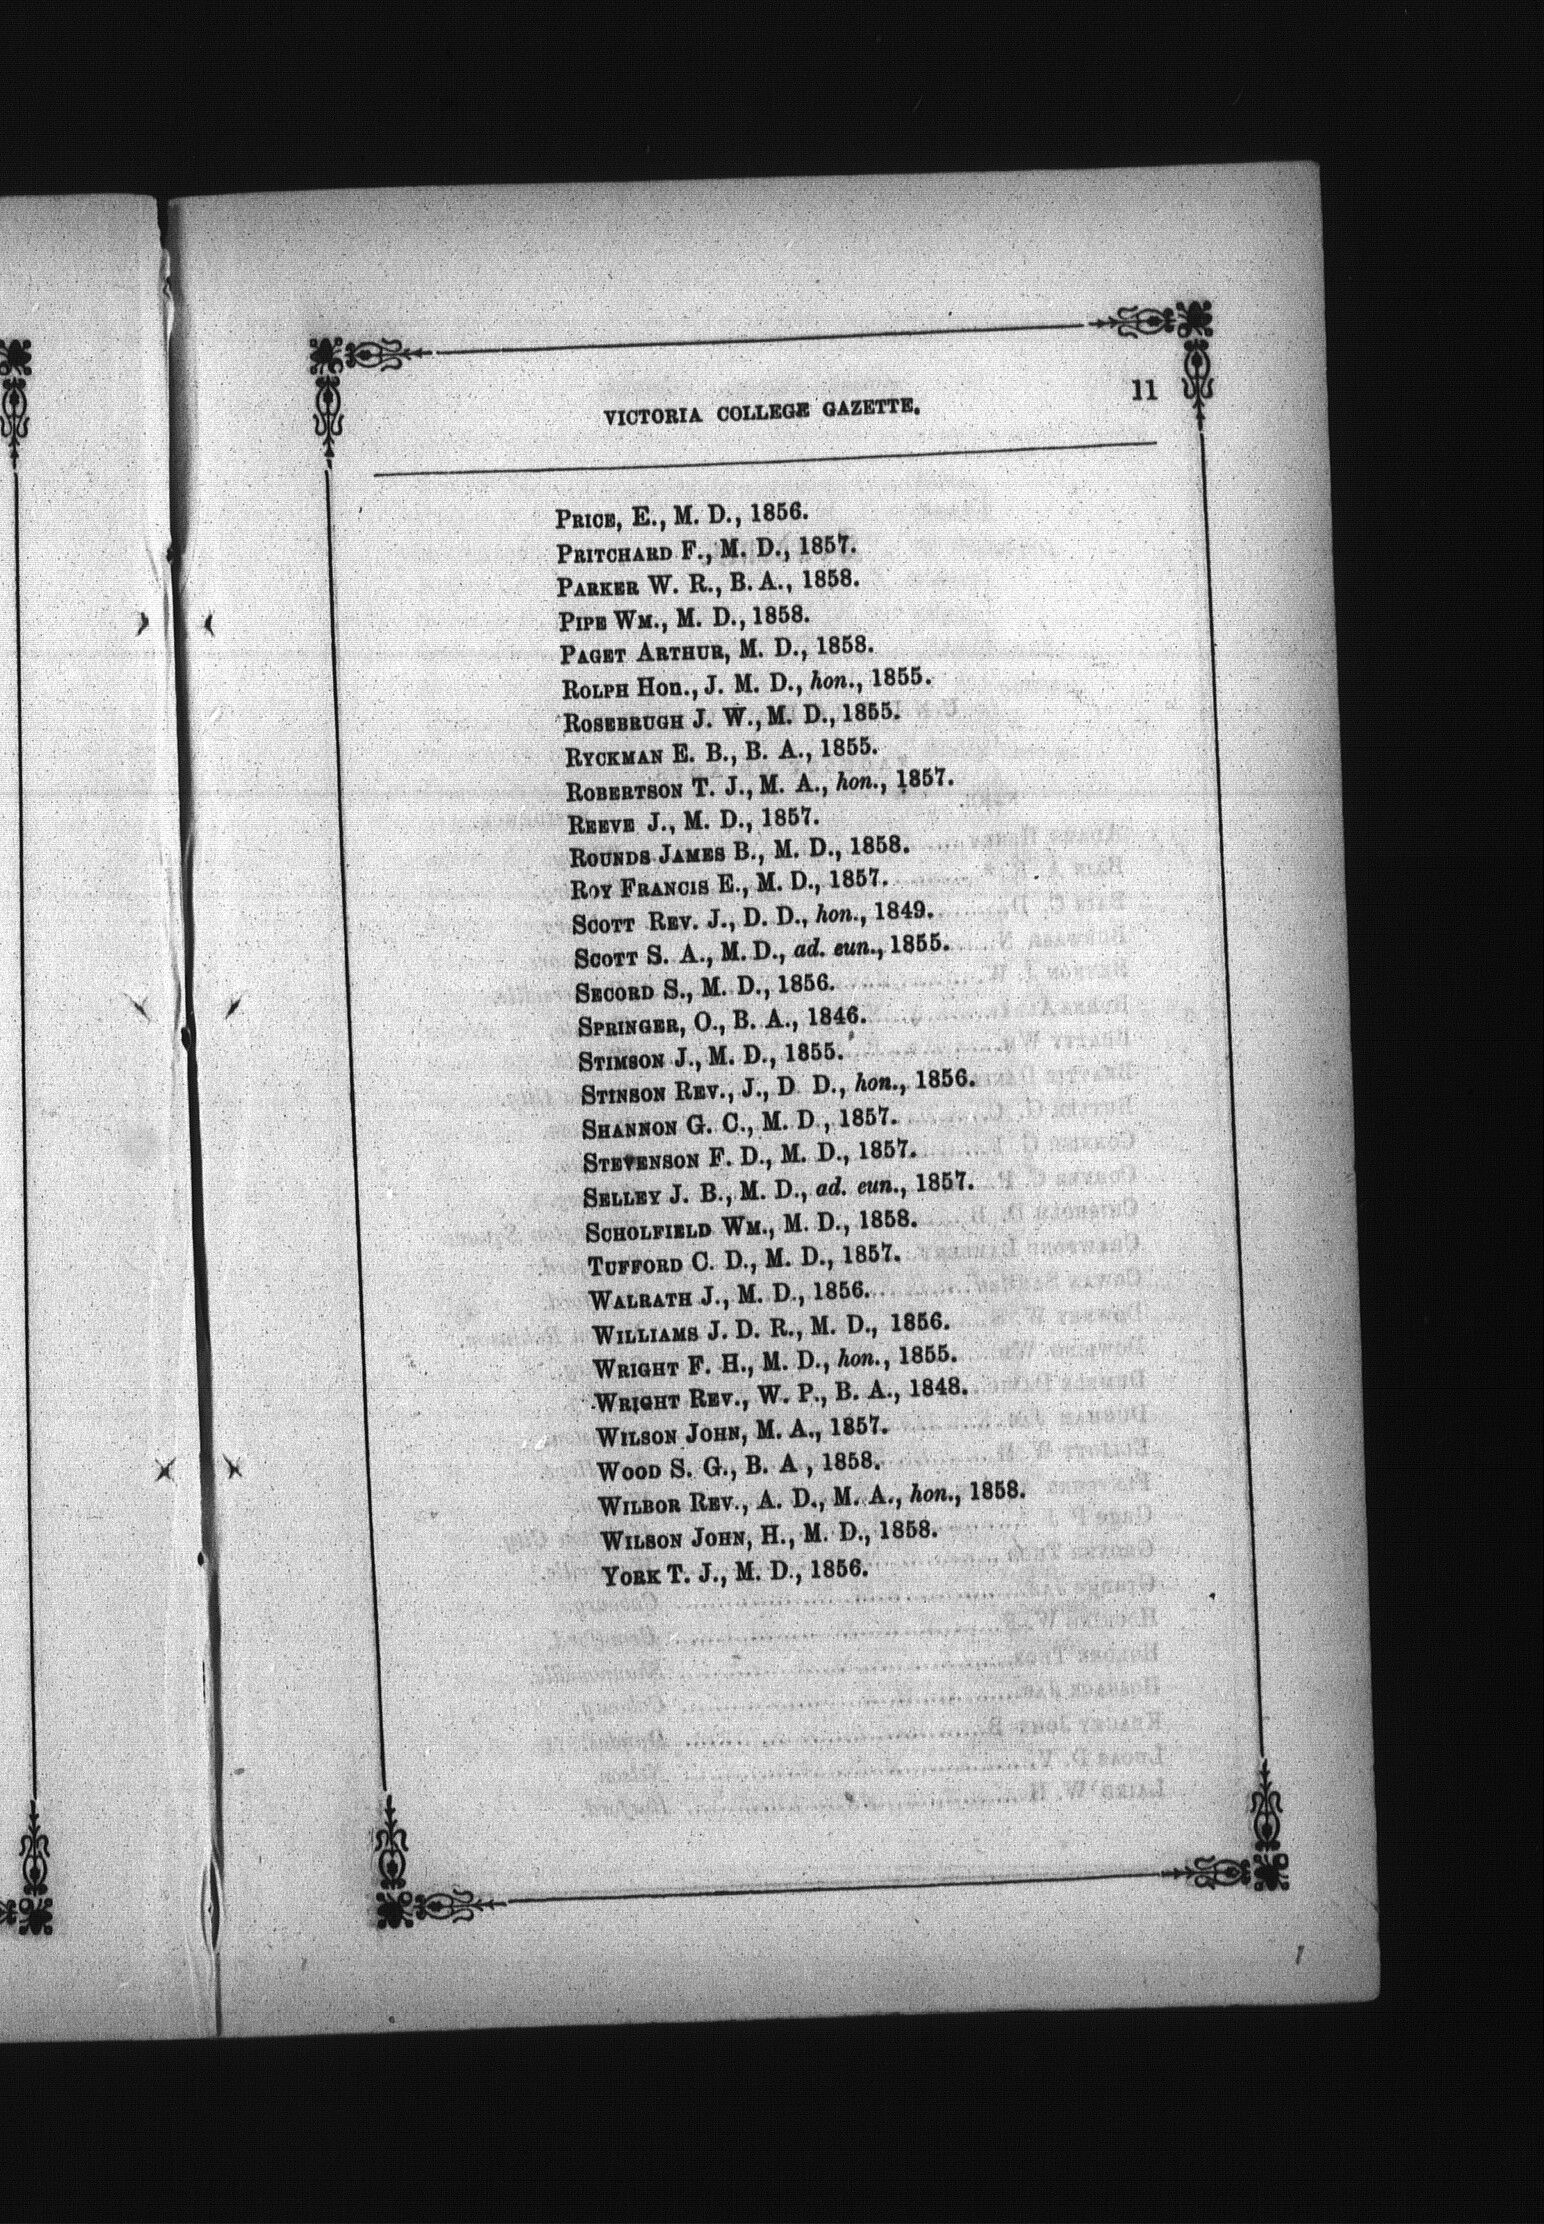 VICTORIA COLLEGE GAZETTE.
11
PRICE, E., M. D., 1856.
PRITCHARD F., M. D., 1857.
PARKER W. R., B. A., 1858.
PIPE WM., M. D., 1858.
PAGET ARTHUR, M. D., 1858.
ROLPH Hon., J. M. D., hon., 1855.
ROSEBRUGH J. W., M. D., 1855.
RYCKMAN E. B., B. A., 1855.
ROBERTSON T. J., M. A., hon., 1857.
REEVE J., M. D., 1857.
ROUNDS JAMES B., M. D., 1858.
ROY FRANCIS E., M. D., 1857.
SCOTT REV. J., D. D., hon., 1849.
SCOTT S. A., M. D., ad. eun., 1855.
SECORD S., M. D., 1856.
SPRINGER, O., B. A., 1846.
STIMSON J., M. D., 1855.
STINSON REV., J., D. D., hon., 1856.
SHANNON G. C., M. D , 1857.
STEVENSON F. D., M. D., 1857.
SELLEY J. B., M. D., ad. eun., 1857.
SCHOLFIELD WM., M. D., 1858.
TUFFORD C. D., M. D., 1857.
WALRATH J., M. D., 1856.
WILLIAMS J. D. R., M. D., 1856.
WRIGHT F. H., M. D., hon., 1855.
WRIGHT REV., W. P., B. A., 1848.
WILSON JOHN, M. A., 1857.
WOOD S. G., B. A , 1858.
WILBOR REV., A. D., M. A., hon., 1858.
WILSON JOHN, H., M. D., 1858.
YORK T. J., M. D., 1856.